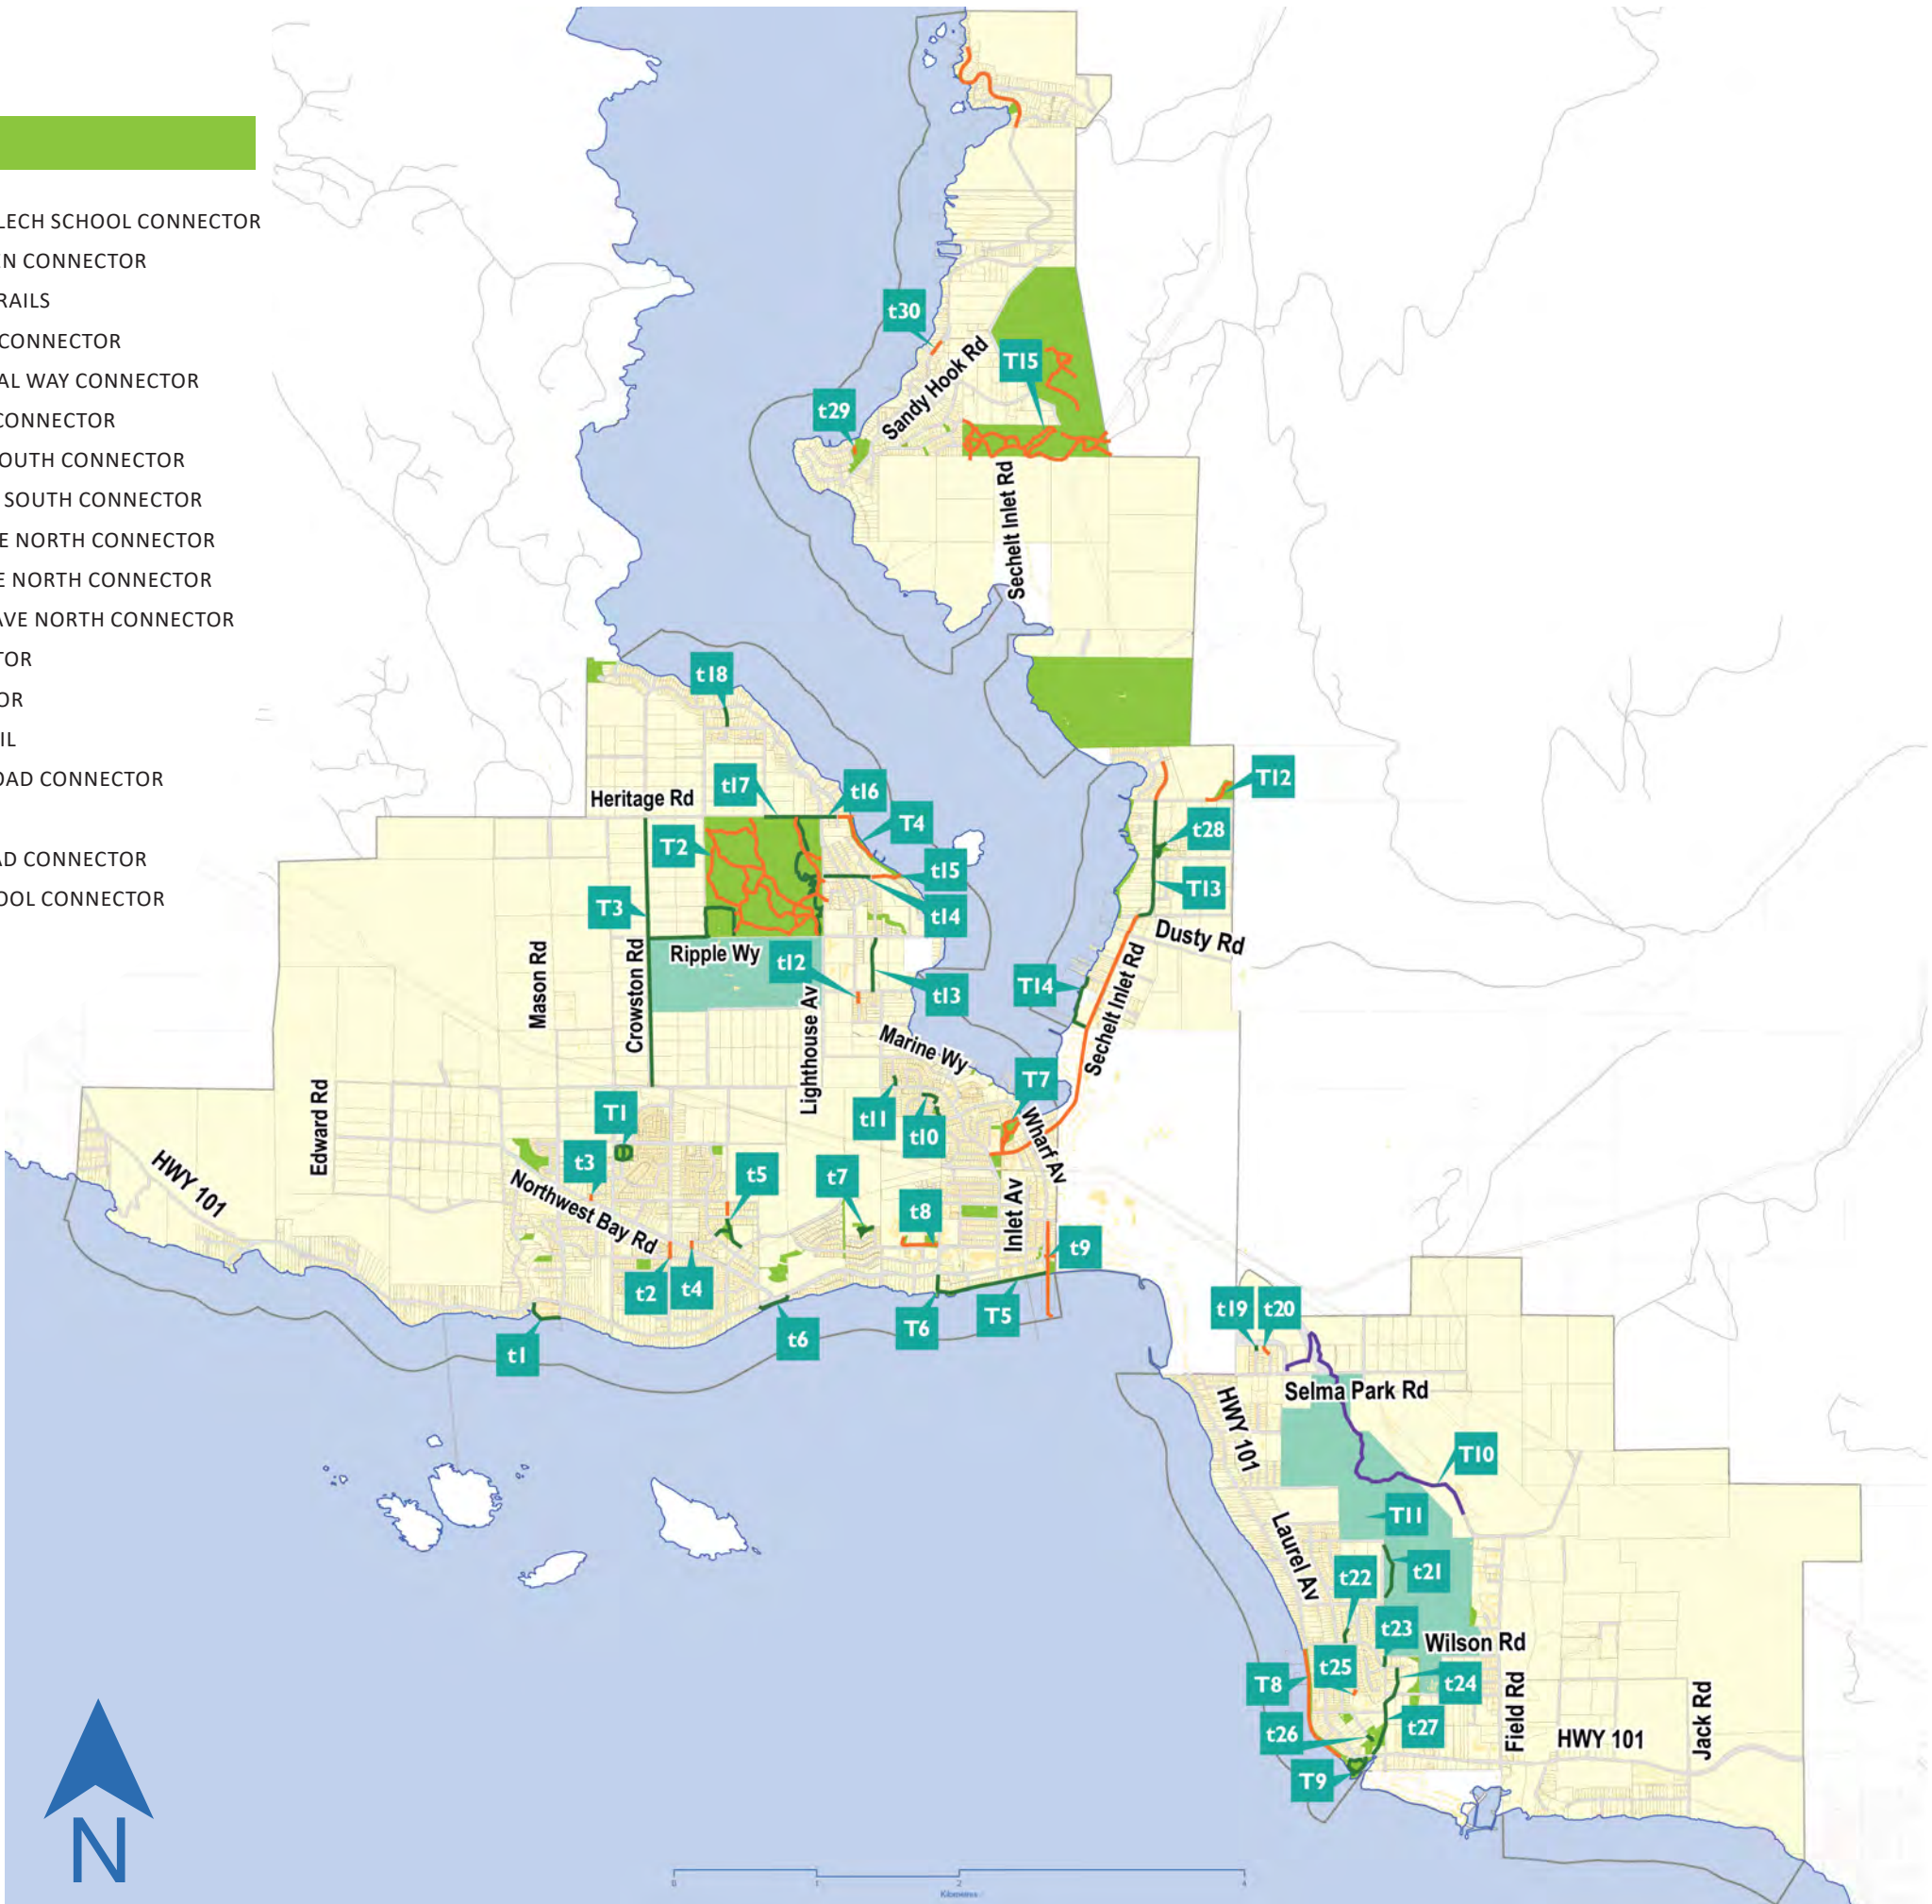 LECH SCHOOL CONNECTOR
EN CONNECTOR
RAILS
CONNECTOR
AL WAY CONNECTOR
CONNECTOR
OUTH CONNECTOR
SOUTH CONNECTOR
E NORTH CONNECTOR
E NORTH CONNECTOR
AVE NORTH CONNECTOR
TOR
OR
IL
OAD CONNECTOR
AD CONNECTOR
OOL CONNECTOR
t30
Sandy Hook Rd
T15
t29
Sechelt Inlet Rd
t18
Heritage Rd
t17
t16
T4
T12
T2
t28
t15
T13
T3
t14
Dusty Rd
Mason Rd
Crowston Rd
Ripple Wy
t12
t13
T14
Sechelt Inlet Rd
Lighthouse Av
Marine Wy
T7
Edward Rd
T1
t11
t10
Wharf Av
HWY 101
t3
Northwest Bay Rd
t5
t7
t8
Inlet Av
t9
t2
t4
t1
t6
T6
T5
t19
t20
Selma Park Rd
HWY 101
T10
T11
Laurel Av
t22
t21
t23
Wilson Rd
t25
T8
t24
Field Rd
t26
t27
HWY 101
Jack Rd
T9
N
0 1 2 4
Kilometres